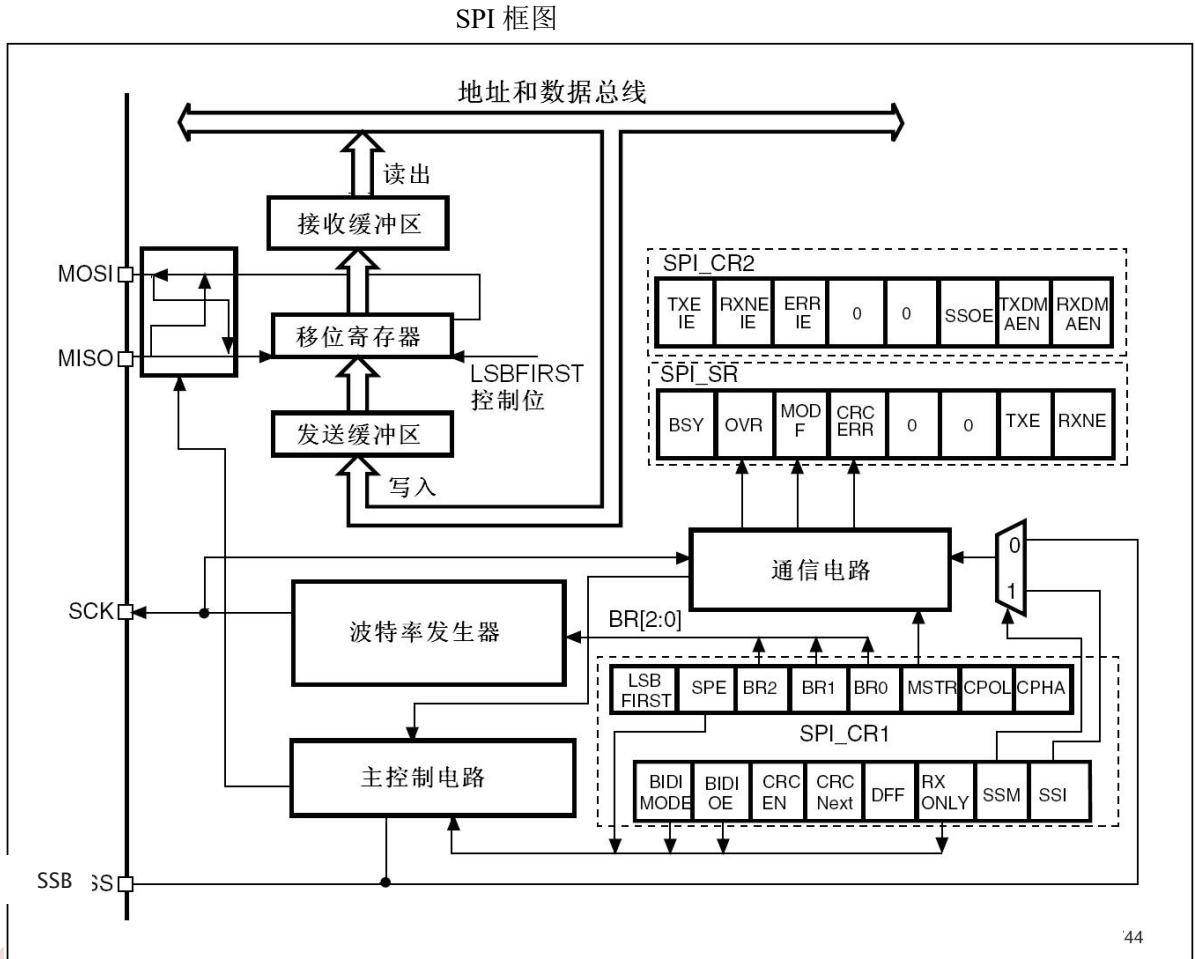 SPI 框图
地址和数据总线
读出
接收缓冲区
MOSI
移位寄存器
MISO
LSBFIRST
控制位
发送缓冲区
写入
SPI_CR2
TXE
IE
RXNE
IE
ERR
IE
0
0
SSOE
TXDM
AEN
RXDM
AEN
SPI_SR
BSY
OVR
MOD
F
CRC
ERR
0
0
TXE
RXNE
通信电路
0
1
SCK
波特率发生器
BR[2:0]
LSB
FIRST
SPE
BR2
BR1
BR0
MSTR
CPOL
CPHA
SPI_CR1
主控制电路
BIDI
MODE
BIDI
OE
CRC
EN
CRC
Next
DFF
RX
ONLY
SSM
SSI
SSB
SS
44